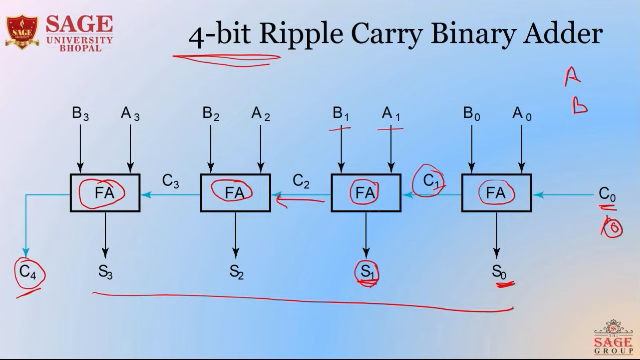 SAGE
UNIVERSITY
BHOPAL
4-bit Ripple Carry Binary Adder
A
B
B3 A3 B2 A2 B1 A1 B0 A0
FA C3 FA C2 FA C1 FA C0
0
C4 S3 S2 S1 S0
SAGE
GROUP